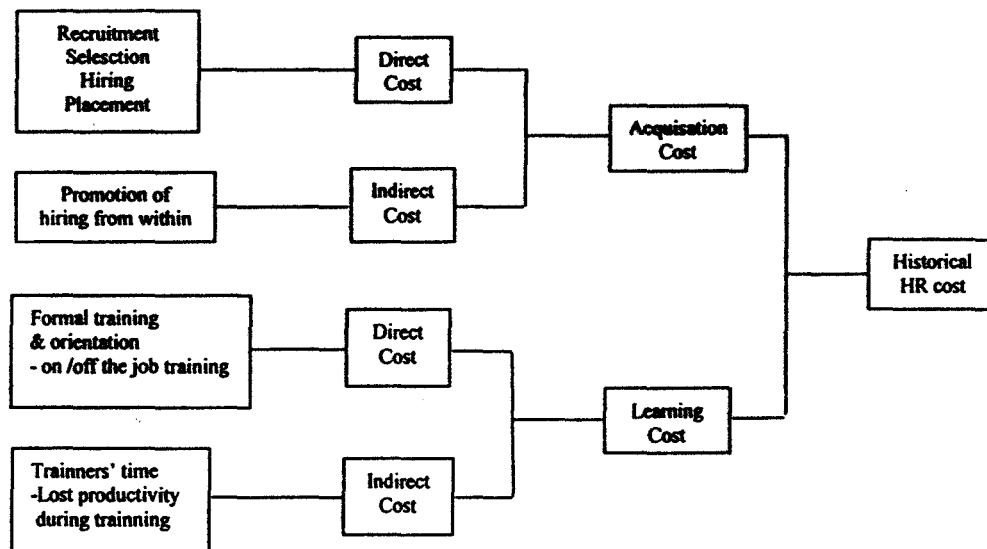 Recruitment
Selesction
Hiring
Placement
Direct
Cost
Acquisation
Cost
Promotion of
hiring from within
Indirect
Cost
Historical
HR cost
Formal training
& orientation
- on /off the job training
Direct
Cost
Learning
Cost
Trainners' time
-Lost productivity
during trainning
Indirect
Cost